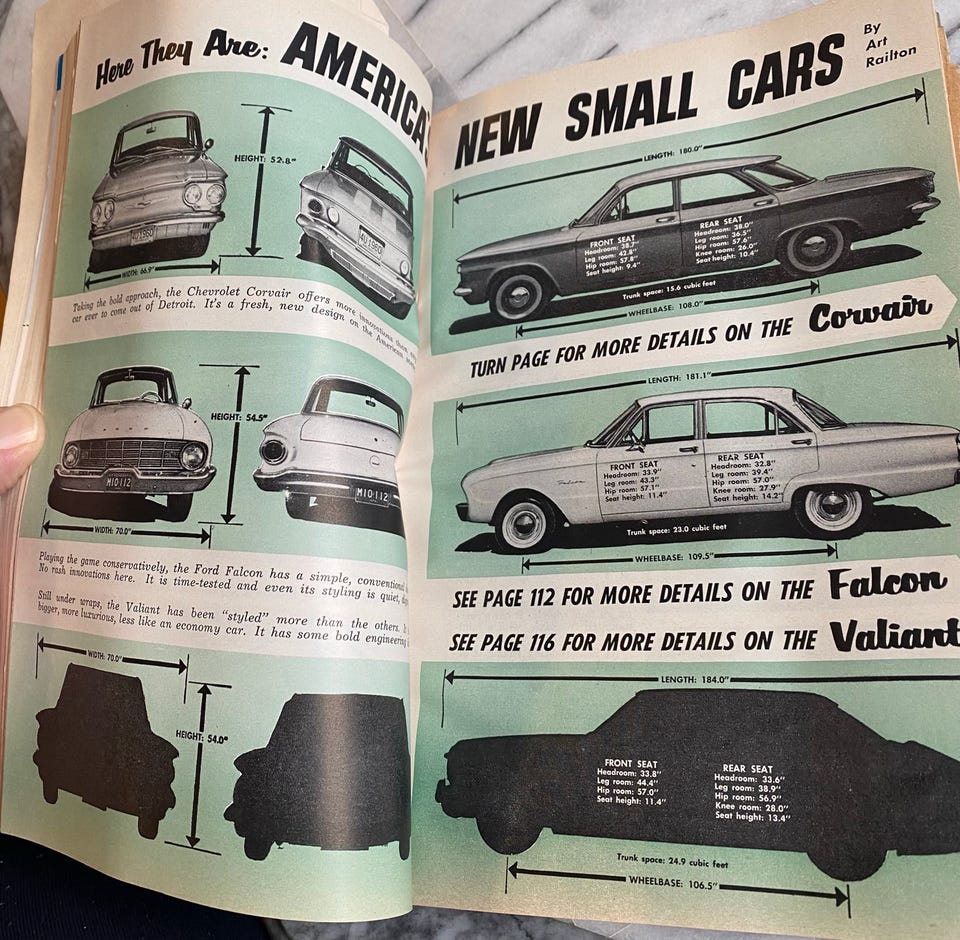 Here They Are: AMERICA'S
HEIGHT: 52.8"
WIDTH: 66.9"
AU1960
AU1960
Taking the bold approach, the Chevrolet Corvair offers more innovations than any
car ever to come out of Detroit. It's a fresh, new design on the American
HEIGHT: 54.5"
WIDTH: 70.0"
FORD
M10112
M10112
Playing the game conservatively, the Ford Falcon has a simple, conventional
No rash innovations here. It is time-tested and even its styling is quiet,
Still under wraps, the Valiant has been "styled" more than the others.
bigger, more luxurious, less like an economy car. It has some bold engineering
WIDTH: 70.0"
HEIGHT: 54.0"
NEW SMALL CARS
By
Art
Railton
LENGTH: 180.0"
FRONT SEAT
Headroom: 38.7"
Leg room: 42.8"
Hip room: 57.8"
Seat height: 9.4"
REAR SEAT
Headroom: 38.0"
Leg room: 36.5"
Hip room: 57.6"
Knee room: 26.0"
Seat height: 10.4"
Trunk space: 15.6 cubic feet
WHEELBASE: 108.0"
TURN PAGE FOR MORE DETAILS ON THE Corvair
LENGTH: 181.1"
Falcon
FRONT SEAT
Headroom: 33.9"
Leg room: 43.3"
Hip room: 57.1"
Seat height: 11.4"
REAR SEAT
Headroom: 32.8"
Leg room: 39.4"
Hip room: 57.0"
Knee room: 27.9"
Seat height: 14.2"
Trunk space: 23.0 cubic feet
WHEELBASE: 109.5"
SEE PAGE 112 FOR MORE DETAILS ON THE Falcon
SEE PAGE 116 FOR MORE DETAILS ON THE Valiant
LENGTH: 184.0"
FRONT SEAT
Headroom: 33.8"
Leg room: 44.4"
Hip room: 57.0"
Seat height: 11.4"
REAR SEAT
Headroom: 33.6"
Leg room: 38.9"
Hip room: 56.9"
Knee room: 28.0"
Seat height: 13.4"
Trunk space: 24.9 cubic feet
WHEELBASE: 106.5"